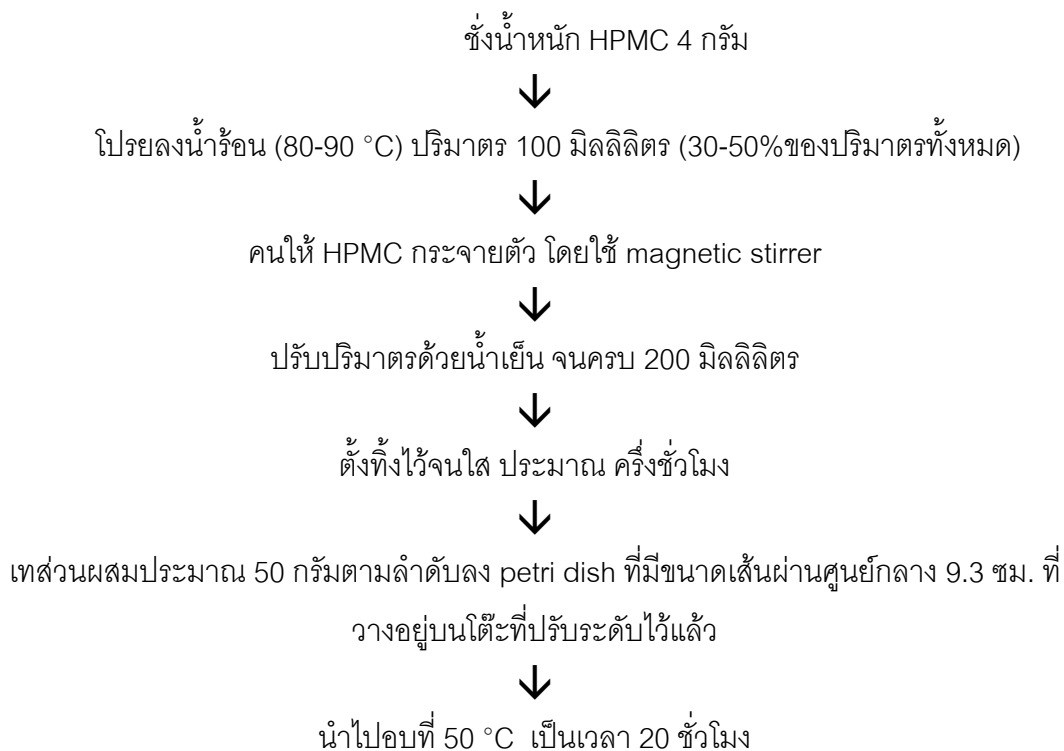 ชั่งน้ำหนัก HPMC 4 กรัม
↓
โปรยลงน้ำร้อน (80-90 °C) ปริมาตร 100 มิลลิลิตร (30-50%ของปริมาตรทั้งหมด)
↓
คนให้ HPMC กระจายตัว โดยใช้ magnetic stirrer
↓
ปรับปริมาตรด้วยน้ำเย็น จนครบ 200 มิลลิลิตร
↓
ตั้งทิ้งไว้จนใส ประมาณ ครึ่งชั่วโมง
↓
เทส่วนผสมประมาณ 50 กรัมตามลำดับลง petri dish ที่มีขนาดเส้นผ่านศูนย์กลาง 9.3 ซม. ที่
วางอยู่บนโต๊ะที่ปรับระดับไว้แล้ว
↓
นำไปอบที่ 50 °C เป็นเวลา 20 ชั่วโมง